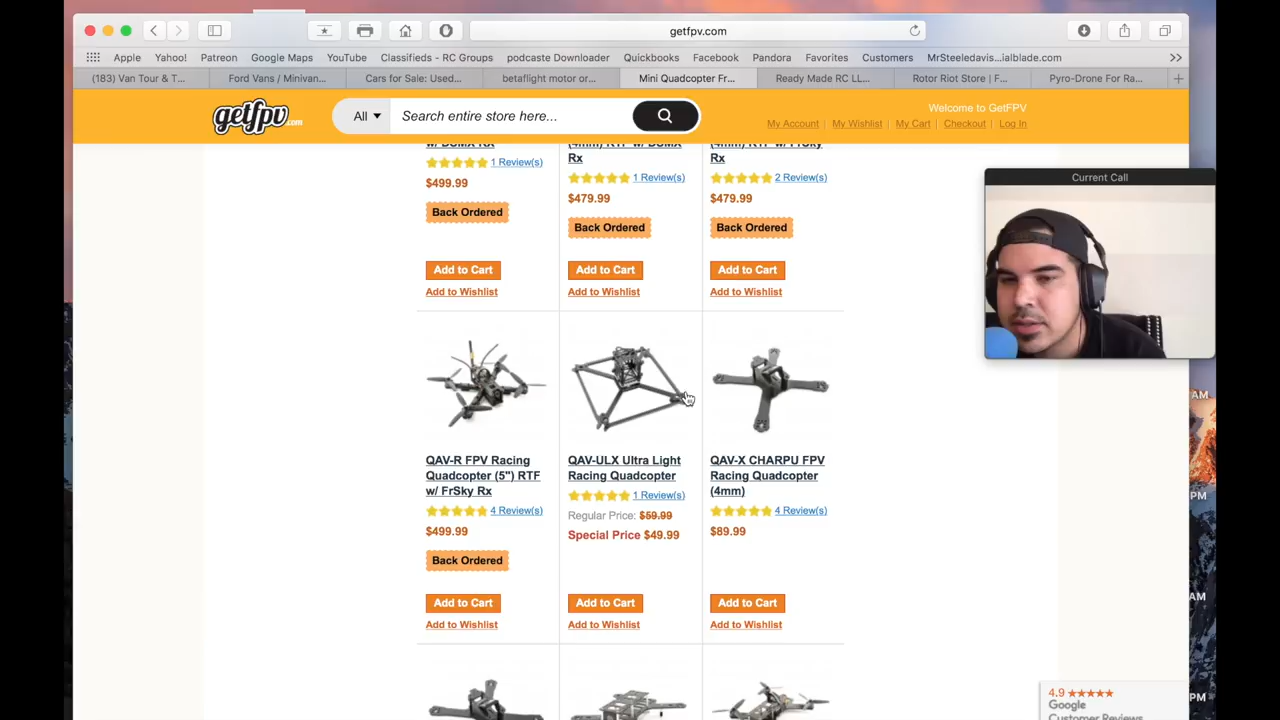 getfpv.com
Apple Yahoo! Patreon Google Maps YouTube Classifieds - RC Groups podcaste Downloader Quickbooks Facebook Pandora Favorites Customers MrSteeledavis...ialblade.com
(183) Van Tour & T... Ford Vans / Minivan... Cars for Sale: Used... betaflight motor or... Mini Quadcopter Fr... Ready Made RC LL... Rotor Riot Store | F... Pyro-Drone For Ra...
getfpv.com
All
Search entire store here...
Welcome to GetFPV
My Account My Wishlist My Cart Checkout Log In
Current Call
w/ DSMX Rx (4mm) RTF w/ DSMX (4mm) RTF w/ FrSky
Rx Rx
1 Review(s) 1 Review(s) 2 Review(s)
$499.99 $479.99 $479.99
Back Ordered Back Ordered Back Ordered
Add to Cart Add to Cart Add to Cart
Add to Wishlist Add to Wishlist Add to Wishlist
QAV-R FPV Racing QAV-ULX Ultra Light QAV-X CHARPU FPV
Quadcopter (5") RTF Racing Quadcopter Racing Quadcopter
w/ FrSky Rx (4mm)
4 Review(s) 1 Review(s) 4 Review(s)
$499.99 Regular Price: $59.99 $89.99
Special Price $49.99
Back Ordered
Add to Cart Add to Cart Add to Cart
Add to Wishlist Add to Wishlist Add to Wishlist
4.9
Google
Customer Reviews
AM
PM
AM
PM